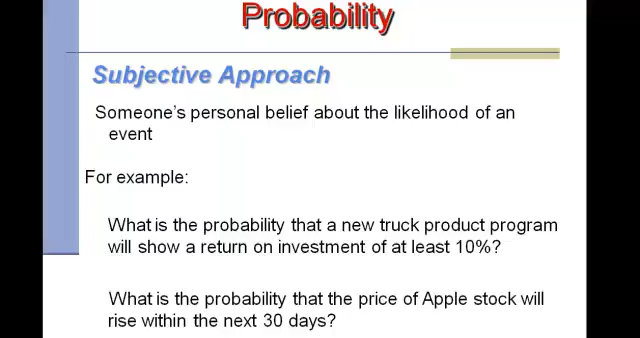 Probability
Subjective Approach
Someone's personal belief about the likelihood of an
event
For example:
What is the probability that a new truck product program
will show a return on investment of at least 10%?
What is the probability that the price of Apple stock will
rise within the next 30 days?